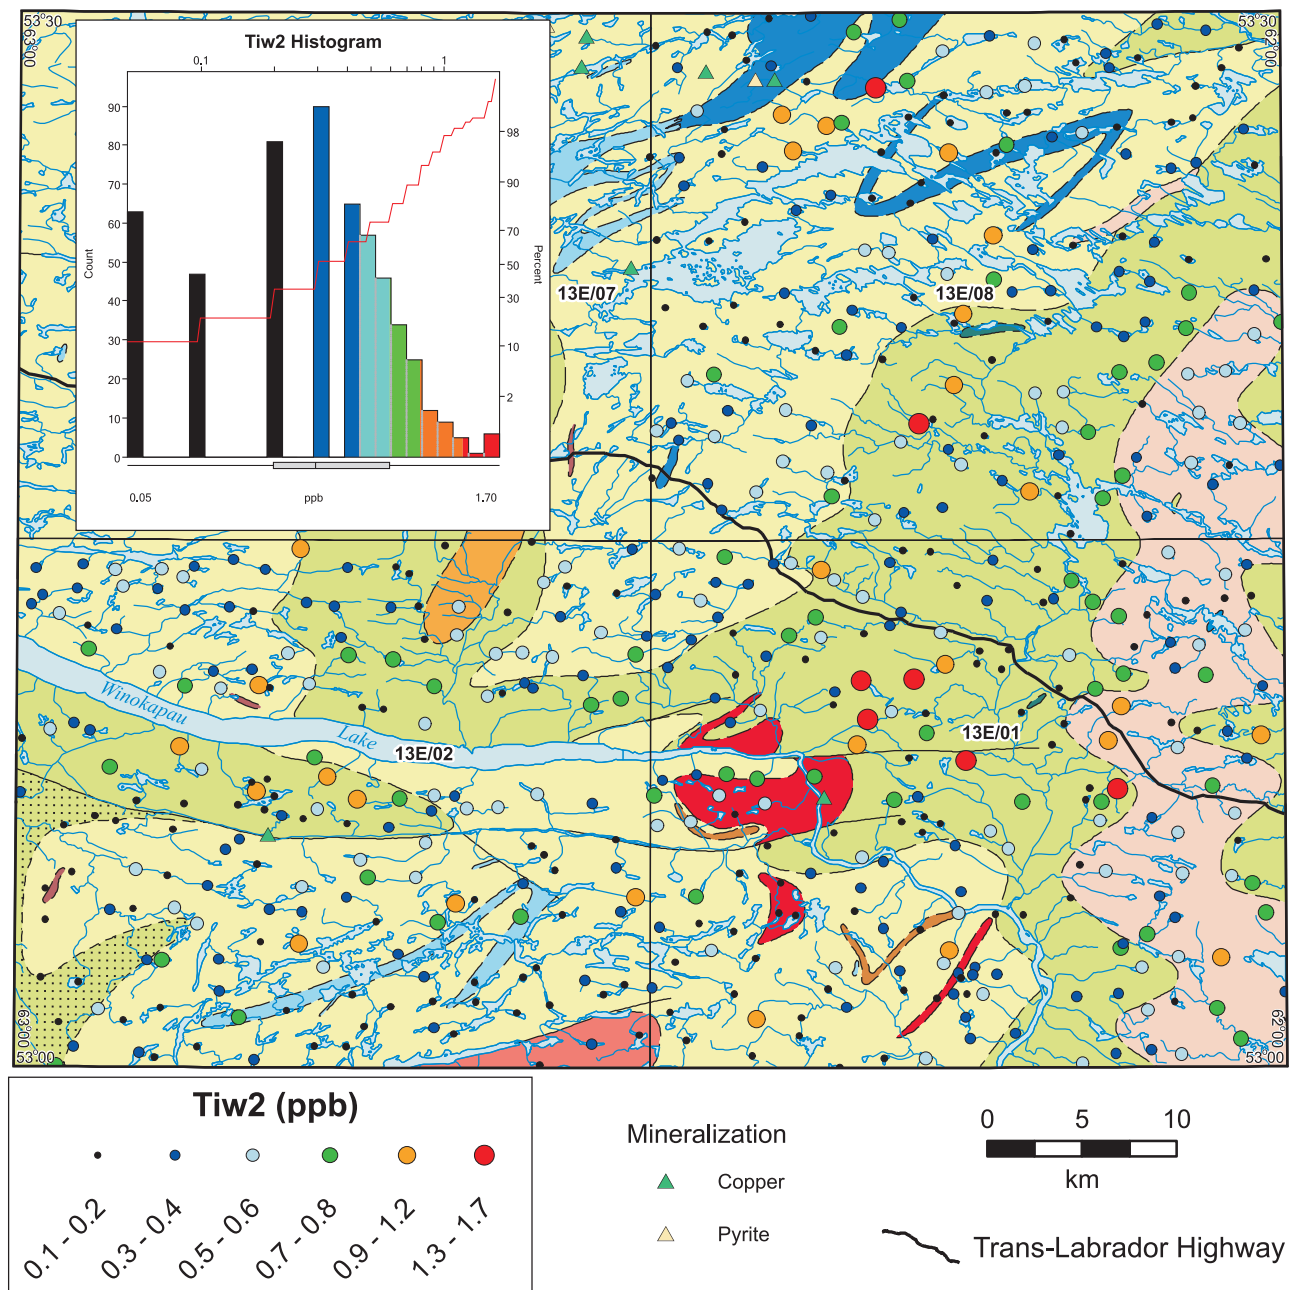 53°30'
63°00'
53°30'
62°00'
Tiw2 Histogram
0.1
1
90
80
70
60
50
40
30
20
10
0
Count
98
90
70
50
30
10
2
Percent
0.05
ppb
1.70
13E/07
13E/08
Winokapau
Lake
13E/02
13E/01
63°00'
53°00'
62°00'
53°00'
Tiw2 (ppb)
0.1 - 0.2
0.3 - 0.4
0.5 - 0.6
0.7 - 0.8
0.9 - 1.2
1.3 - 1.7
Mineralization
Copper
Pyrite
0 5 10
km
Trans-Labrador Highway